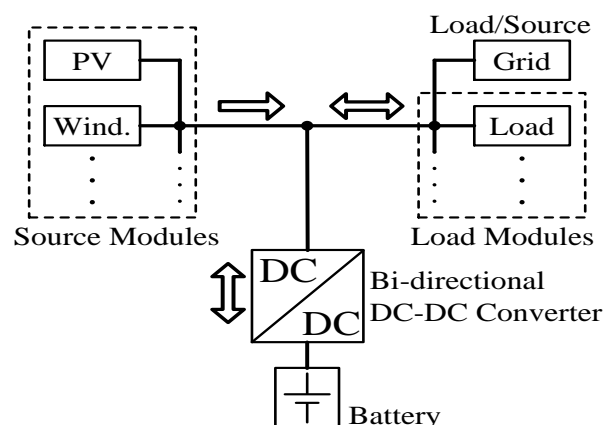 Load/Source
PV
Grid
Wind.
Load
Source Modules
Load Modules
DC
DC
Bi-directional
DC-DC Converter
Battery